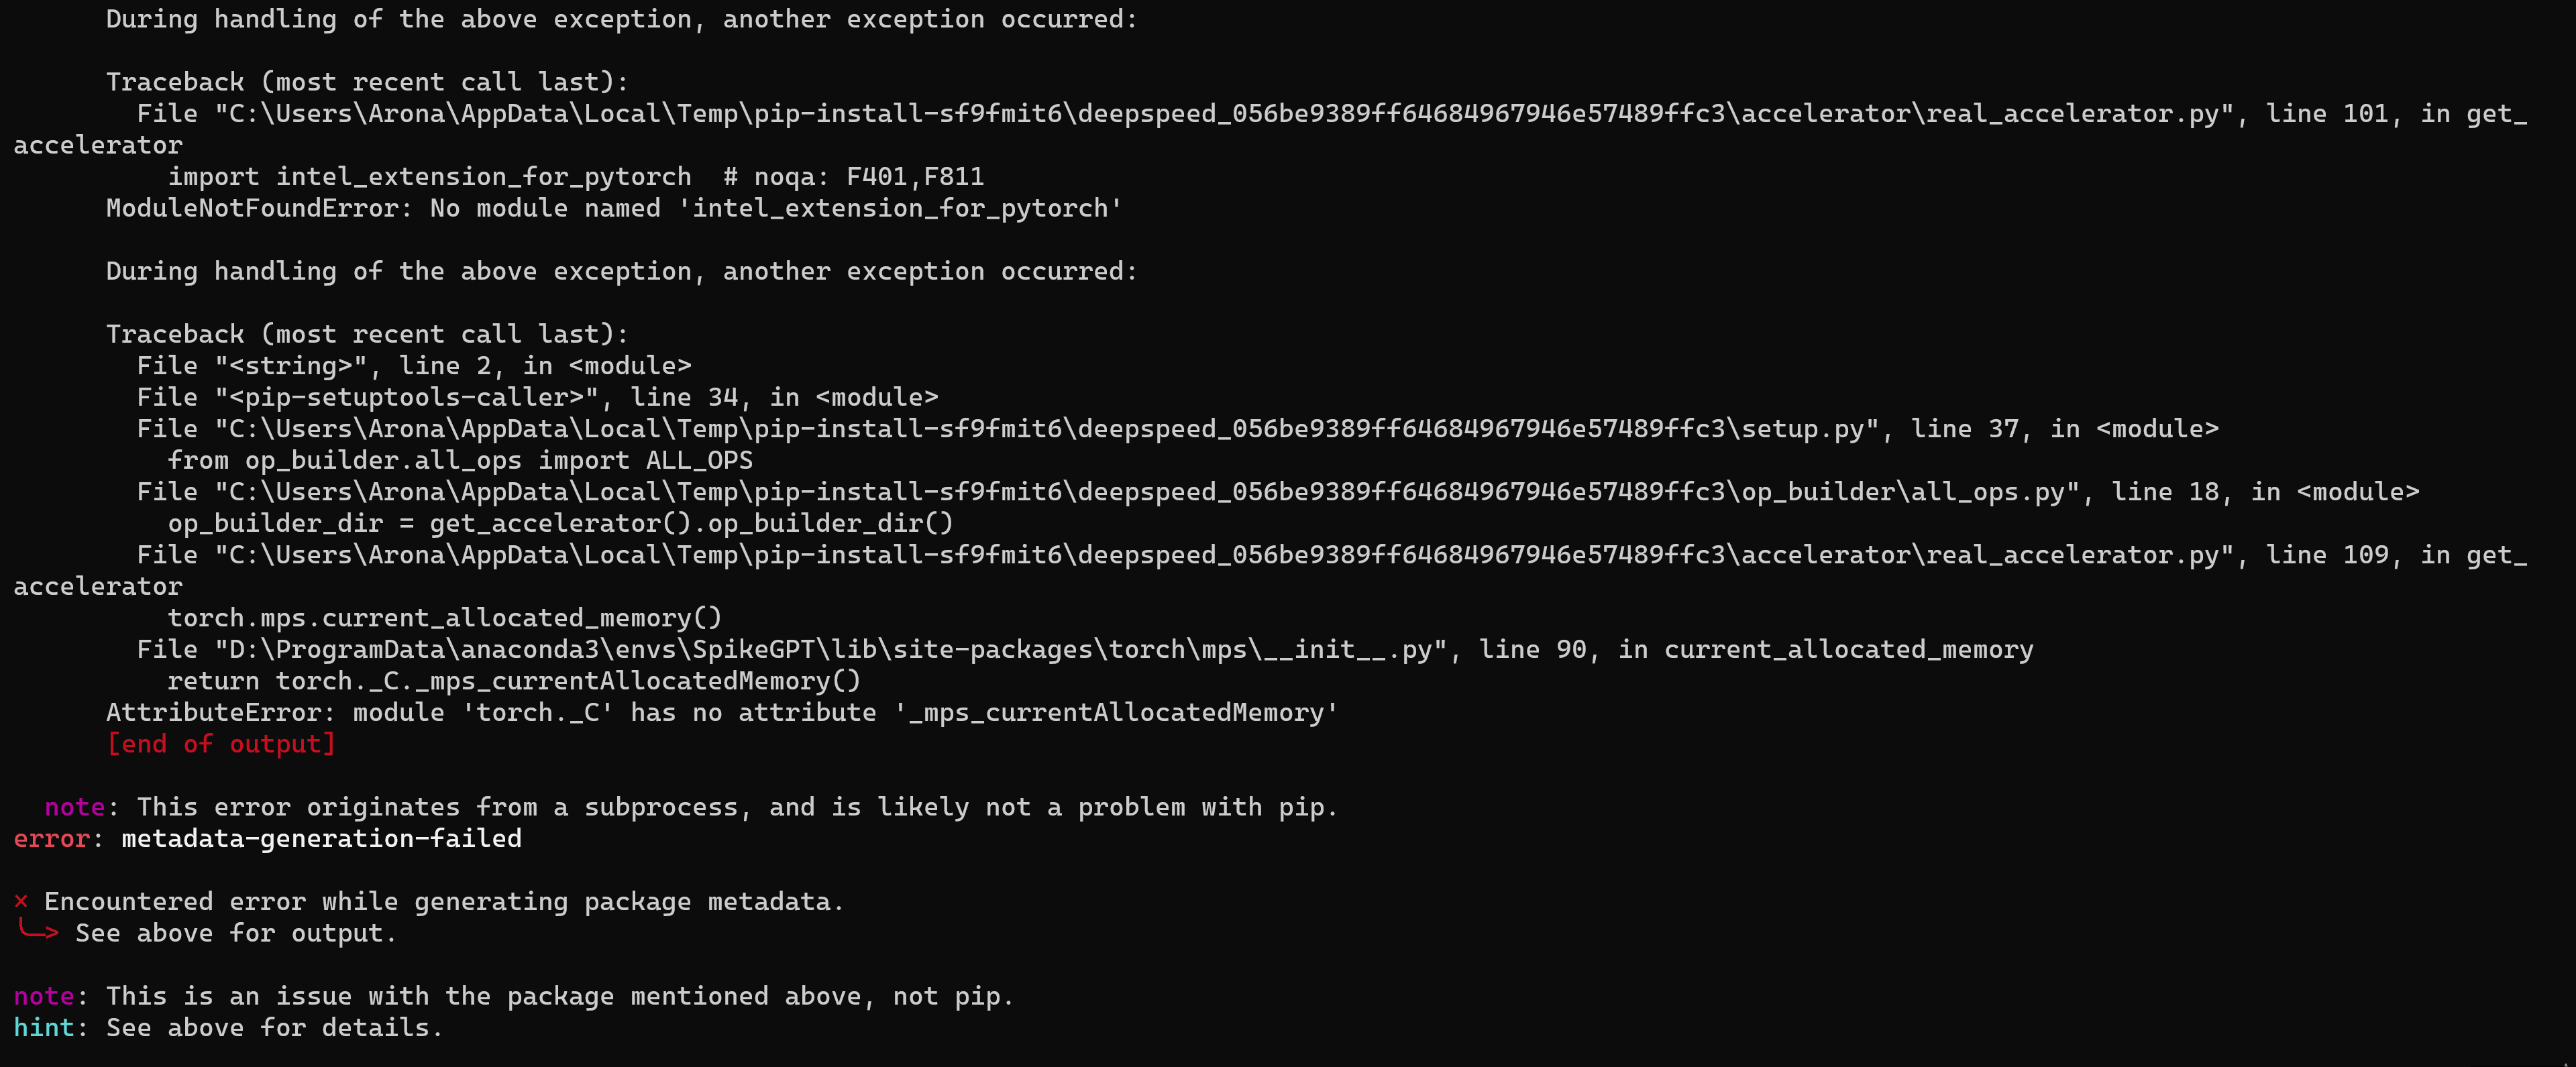 During handling of the above exception, another exception occurred:
Traceback (most recent call last):
File "C:\Users\Arona\AppData\Local\Temp\pip-install-sf9fmit6\deepspeed_056be9389ff64684967946e57489ffc3\accelerator\real_accelerator.py", line 101, in get_
accelerator
import intel_extension_for_pytorch  # noqa: F401,F811
ModuleNotFoundError: No module named 'intel_extension_for_pytorch'
During handling of the above exception, another exception occurred:
Traceback (most recent call last):
File "<string>", line 2, in <module>
File "<pip-setuptools-caller>", line 34, in <module>
File "C:\Users\Arona\AppData\Local\Temp\pip-install-sf9fmit6\deepspeed_056be9389ff64684967946e57489ffc3\setup.py", line 37, in <module>
from op_builder.all_ops import ALL_OPS
File "C:\Users\Arona\AppData\Local\Temp\pip-install-sf9fmit6\deepspeed_056be9389ff64684967946e57489ffc3\op_builder\all_ops.py", line 18, in <module>
op_builder_dir = get_accelerator().op_builder_dir()
File "C:\Users\Arona\AppData\Local\Temp\pip-install-sf9fmit6\deepspeed_056be9389ff64684967946e57489ffc3\accelerator\real_accelerator.py", line 109, in get_
accelerator
torch.mps.current_allocated_memory()
File "D:\ProgramData\anaconda3\envs\SpikeGPT\lib\site-packages\torch\mps\__init__.py", line 90, in current_allocated_memory
return torch._C._mps_currentAllocatedMemory()
AttributeError: module 'torch._C' has no attribute '_mps_currentAllocatedMemory'
[end of output]
note: This error originates from a subprocess, and is likely not a problem with pip.
error: metadata-generation-failed
× Encountered error while generating package metadata.
╰─> See above for output.
note: This is an issue with the package mentioned above, not pip.
hint: See above for details.